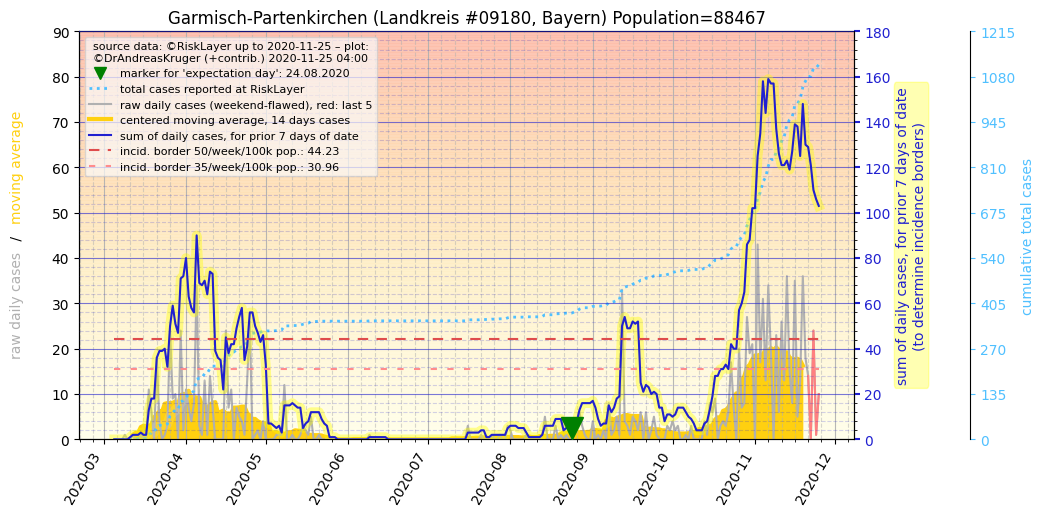 Garmisch-Partenkirchen (Landkreis #09180, Bayern) Population=88467
source data: ©RiskLayer up to 2020-11-25 – plot:
©DrAndreasKruger (+contrib.) 2020-11-25 04:00
marker for 'expectation day': 24.08.2020
total cases reported at RiskLayer
raw daily cases (weekend-flawed), red: last 5
centered moving average, 14 days cases
sum of daily cases, for prior 7 days of date
incid. border 50/week/100k pop.: 44.23
incid. border 35/week/100k pop.: 30.96
raw daily cases / moving average
90
80
70
60
50
40
30
20
10
0
180
160
140
120
100
80
60
40
20
0
sum of daily cases, for prior 7 days of date
(to determine incidence borders)
1215
1080
945
810
675
540
405
270
135
0
cumulative total cases
2020-03
2020-04
2020-05
2020-06
2020-07
2020-08
2020-09
2020-10
2020-11
2020-12